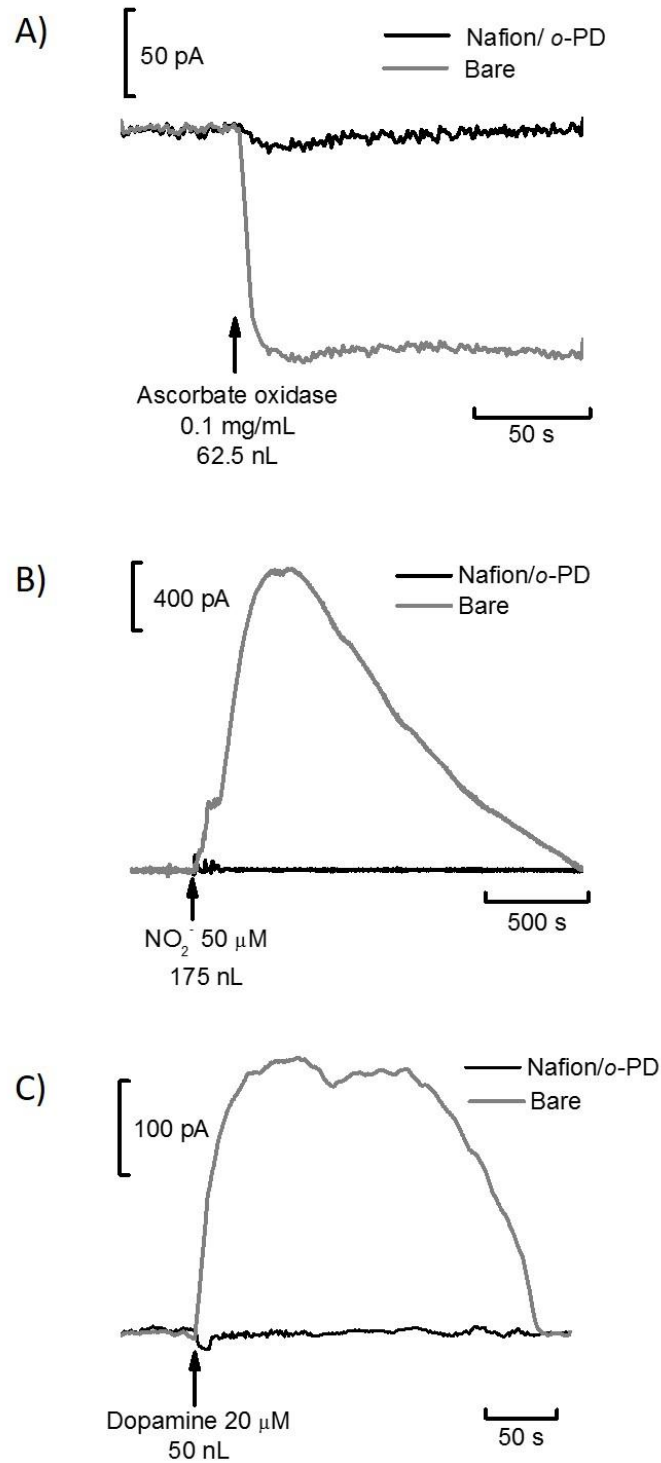 A)
50 pA
Nafion/ o-PD
Bare
Ascorbate oxidase
0.1 mg/mL
62.5 nL
50 s
B)
400 pA
Nafion/o-PD
Bare
NO₂⁻ 50 μM
175 nL
500 s
C)
100 pA
Nafion/o-PD
Bare
Dopamine 20 μM
50 nL
50 s